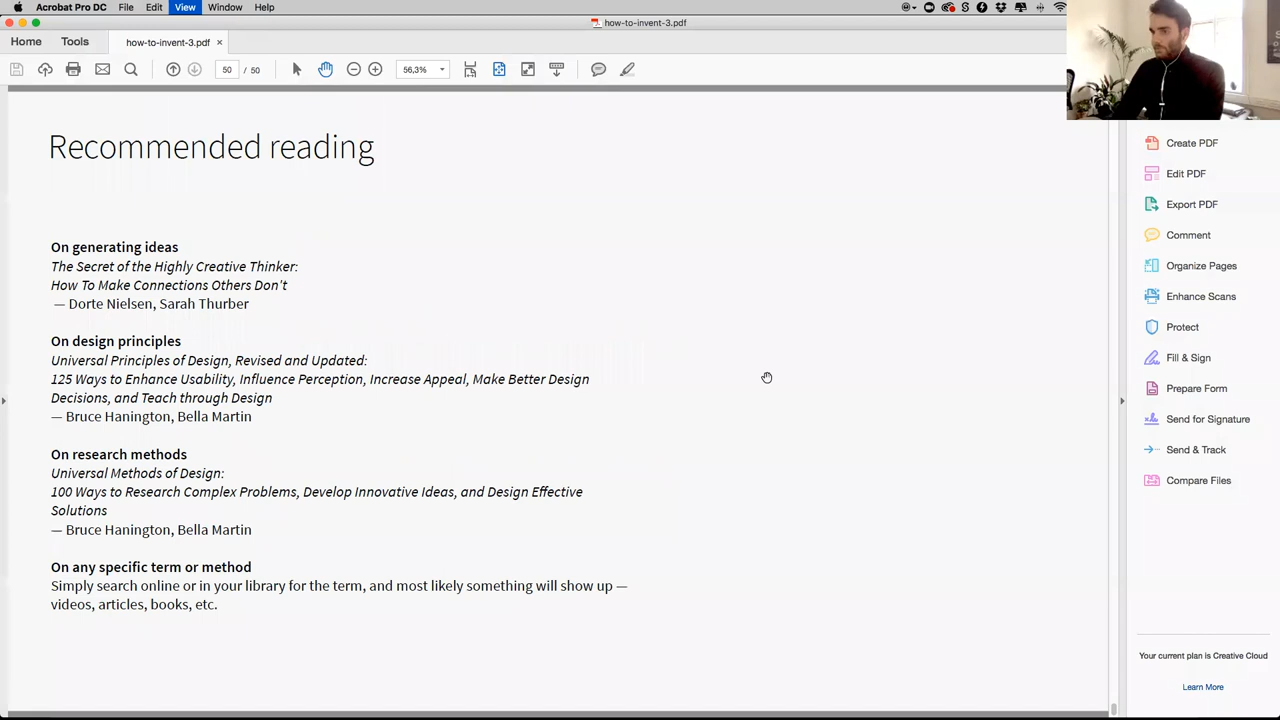 Acrobat Pro DC File Edit View Window Help
how-to-invent-3.pdf
Home Tools how-to-invent-3.pdf ×
50 / 50 56,3%
Recommended reading
On generating ideas
The Secret of the Highly Creative Thinker:
How To Make Connections Others Don't
— Dorte Nielsen, Sarah Thurber
On design principles
Universal Principles of Design, Revised and Updated:
125 Ways to Enhance Usability, Influence Perception, Increase Appeal, Make Better Design
Decisions, and Teach through Design
— Bruce Hanington, Bella Martin
On research methods
Universal Methods of Design:
100 Ways to Research Complex Problems, Develop Innovative Ideas, and Design Effective
Solutions
— Bruce Hanington, Bella Martin
On any specific term or method
Simply search online or in your library for the term, and most likely something will show up —
videos, articles, books, etc.
Create PDF
Edit PDF
Export PDF
Comment
Organize Pages
Enhance Scans
Protect
Fill & Sign
Prepare Form
Send for Signature
Send & Track
Compare Files
Your current plan is Creative Cloud
Learn More